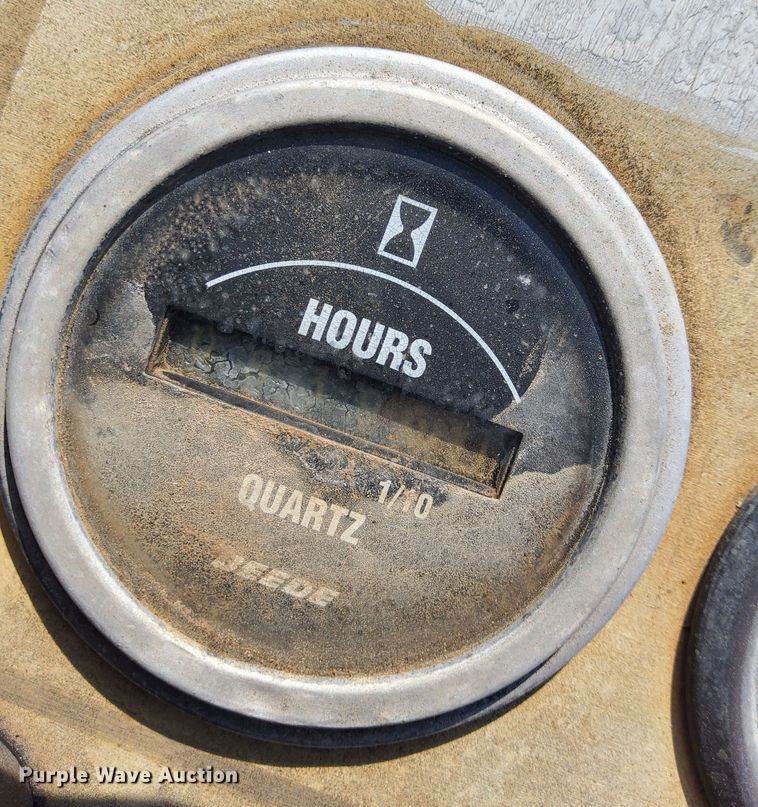 HOURS
1/10
QUARTZ
BEEDE
Purple Wave Auction